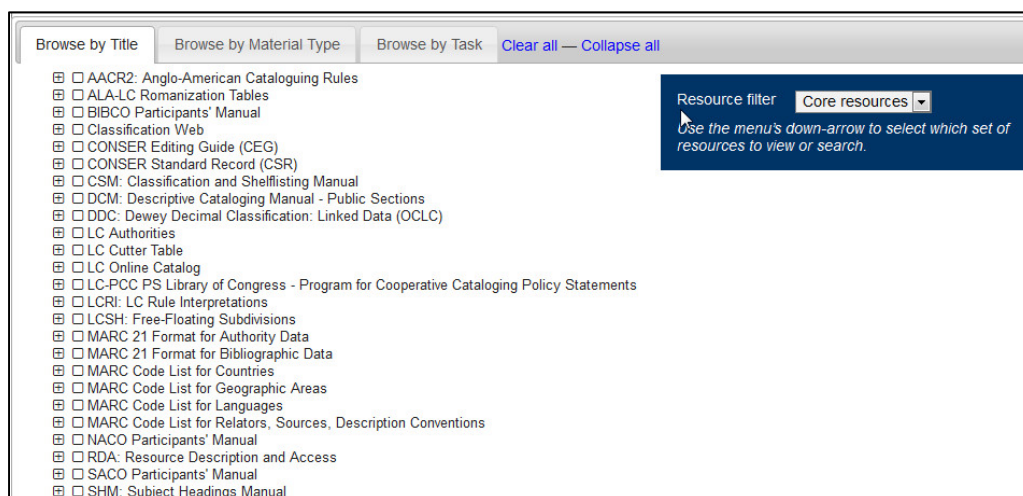 Browse by Title Browse by Material Type Browse by Task Clear all — Collapse all
AACR2: Anglo-American Cataloguing Rules
ALA-LC Romanization Tables
BIBCO Participants' Manual
Classification Web
CONSER Editing Guide (CEG)
CONSER Standard Record (CSR)
CSM: Classification and Shelflisting Manual
DCM: Descriptive Cataloging Manual - Public Sections
DDC: Dewey Decimal Classification: Linked Data (OCLC)
LC Authorities
LC Cutter Table
LC Online Catalog
LC-PCC PS Library of Congress - Program for Cooperative Cataloging Policy Statements
LCRI: LC Rule Interpretations
LCSH: Free-Floating Subdivisions
MARC 21 Format for Authority Data
MARC 21 Format for Bibliographic Data
MARC Code List for Countries
MARC Code List for Geographic Areas
MARC Code List for Languages
MARC Code List for Relators, Sources, Description Conventions
NACO Participants' Manual
RDA: Resource Description and Access
SACO Participants' Manual
SHM: Subject Headings Manual
Resource filter Core resources
Use the menu's down-arrow to select which set of
resources to view or search.